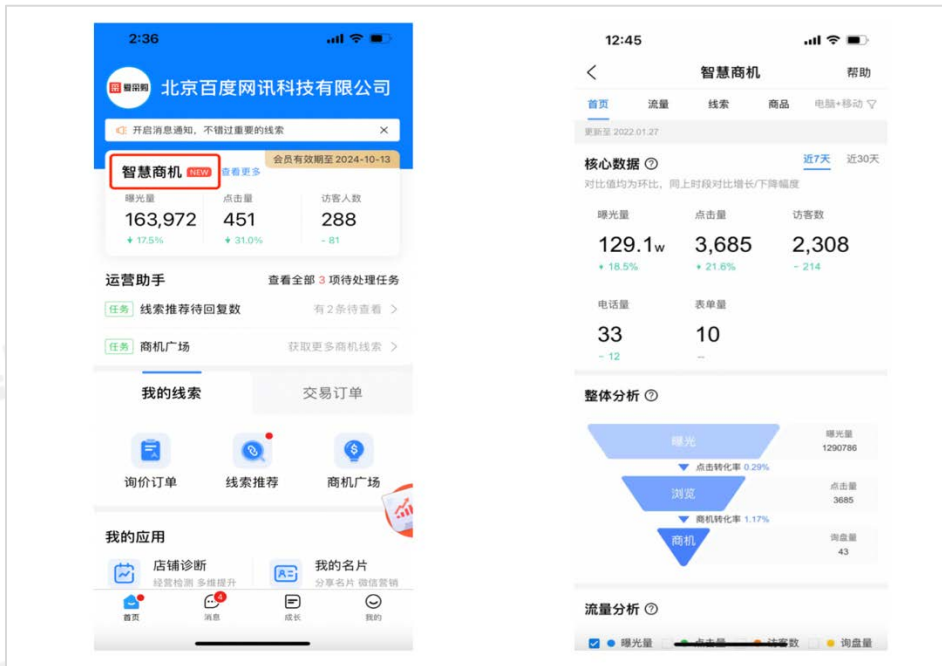 2:36
爱采购 北京百度网讯科技有限公司
开启消息通知，不错过重要的线索
智慧商机 NEW 查看更多 会员有效期至 2024-10-13
曝光量 点击量 访客人数
163,972 451 288
17.5% 31.0% - 81
运营助手 查看全部 3 项待处理任务
任务 线索推荐待回复数 有 2 条待查看 >
任务 商机广场 获取更多商机线索 >
我的线索 交易订单
询价订单 线索推荐 商机广场
我的应用
店铺诊断 我的名片
经营检测 多维提升 分享名片 微信营销
4
首页 消息 成长 我的
12:45
智慧商机 帮助
首页 流量 线索 商品 电脑+移动
更新至 2022.01.27
核心数据 近7天 近30天
对比值均为环比，同上时段对比增长/下降幅度
曝光量 点击量 访客数
129.1w 3,685 2,308
18.5% 21.6% - 214
电话量 表单量
33 10
- 12 --
整体分析
曝光 曝光量
1290786
点击转化率 0.29%
浏览 点击量
3685
商机转化率 1.17%
商机 询盘量
43
流量分析
曝光量 点击量 访客数 询盘量